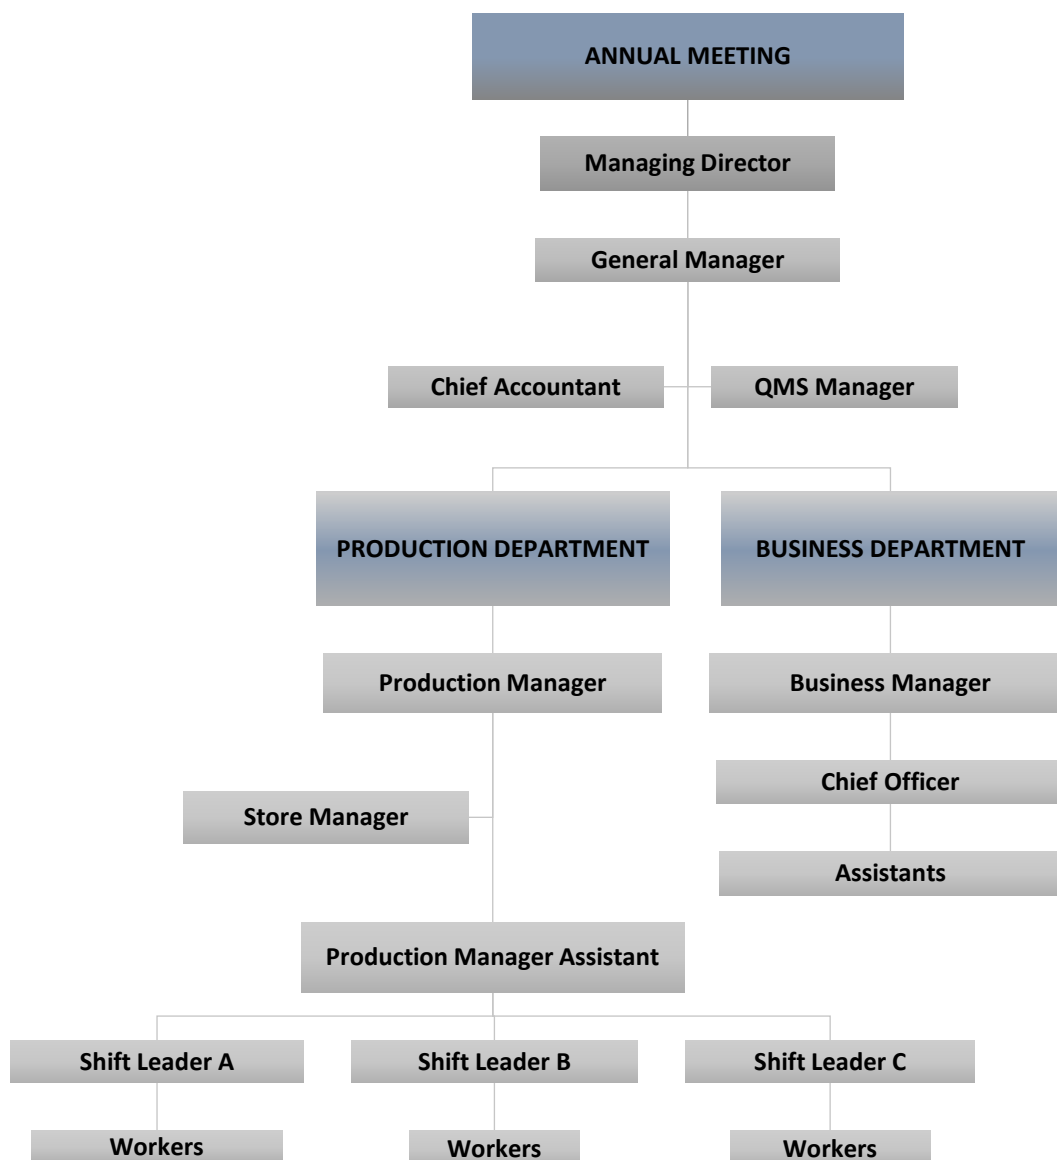 ANNUAL MEETING
Managing Director
General Manager
Chief Accountant
QMS Manager
PRODUCTION DEPARTMENT
BUSINESS DEPARTMENT
Production Manager
Business Manager
Chief Officer
Store Manager
Assistants
Production Manager Assistant
Shift Leader A
Shift Leader B
Shift Leader C
Workers
Workers
Workers